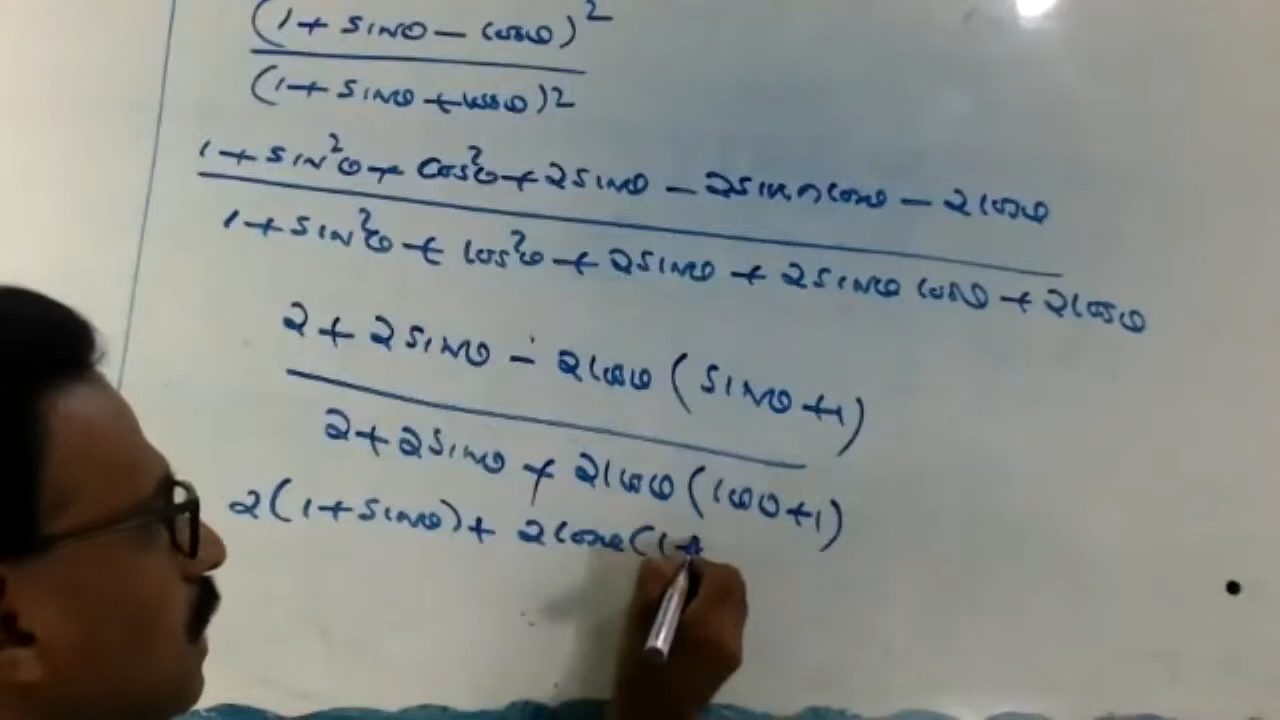 (1 + sinθ − cosθ)²
(1 + sinθ + cosθ)2
1 + sin²θ + cos²θ + 2sinθ − 2sinθcosθ − 2cosθ
1 + sin²θ + cos²θ + 2sinθ + 2sinθ cosθ + 2cosθ
2 + 2sinθ − 2cosθ (sinθ + 1)
2 + 2sinθ + 2cosθ (cosθ + 1)
2(1 + sinθ) + 2cosθ(1 +